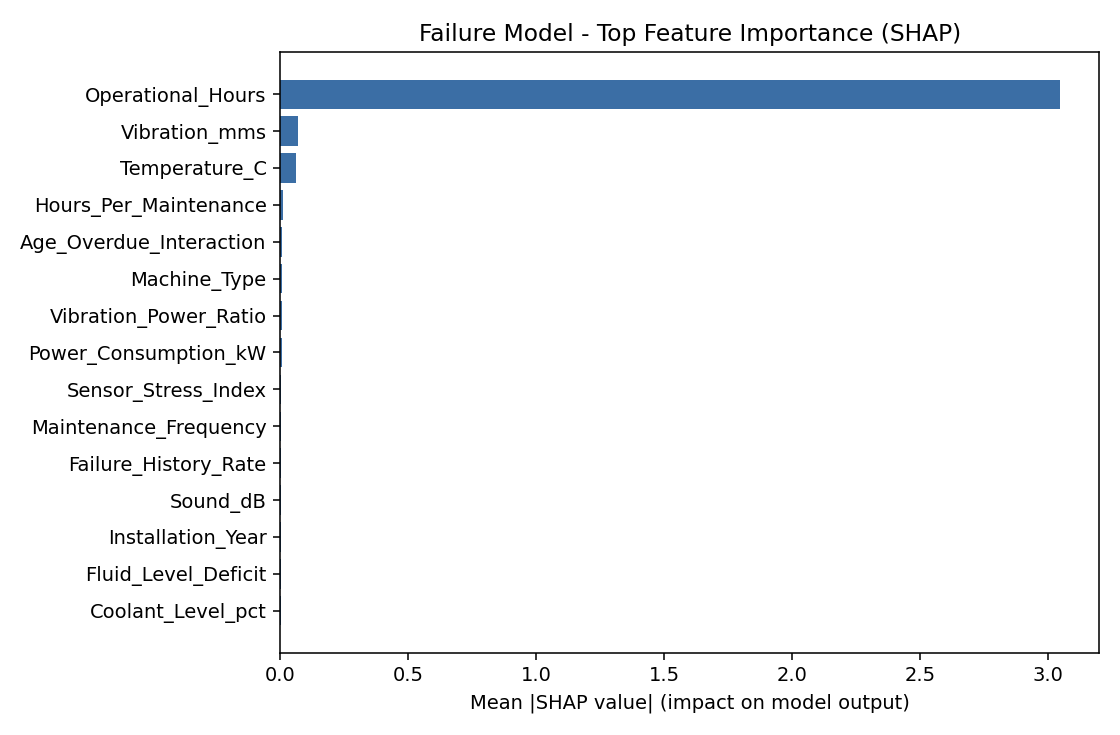 Failure Model - Top Feature Importance (SHAP)
Operational_Hours
Vibration_mms
Temperature_C
Hours_Per_Maintenance
Age_Overdue_Interaction
Machine_Type
Vibration_Power_Ratio
Power_Consumption_kW
Sensor_Stress_Index
Maintenance_Frequency
Failure_History_Rate
Sound_dB
Installation_Year
Fluid_Level_Deficit
Coolant_Level_pct
0.0 0.5 1.0 1.5 2.0 2.5 3.0
Mean |SHAP value| (impact on model output)